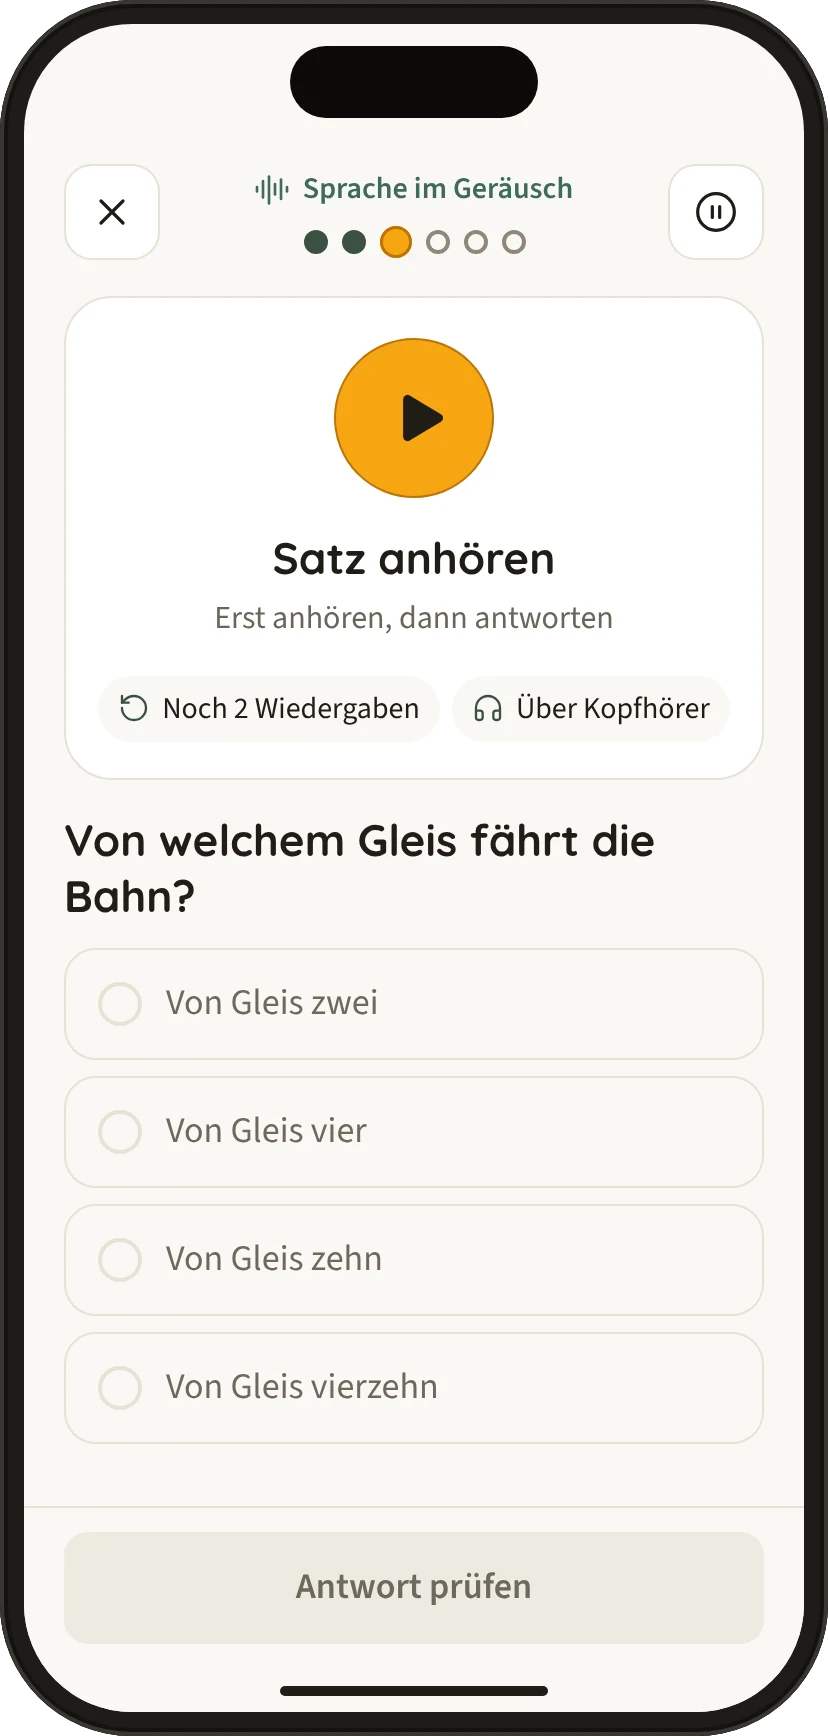 Sprache im Geräusch
Satz anhören
Erst anhören, dann antworten
Noch 2 Wiedergaben
Über Kopfhörer
Von welchem Gleis fährt die
Bahn?
Von Gleis zwei
Von Gleis vier
Von Gleis zehn
Von Gleis vierzehn
Antwort prüfen